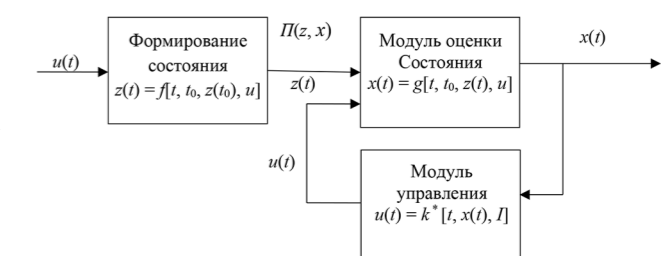 u(t)
Формирование
состояния
z(t) = f[t, t₀, z(t₀), u]
П(z, x)
z(t)
Модуль оценки
Состояния
x(t) = g[t, t₀, z(t), u]
x(t)
u(t)
Модуль
управления
u(t) = k* [t, x(t), I]